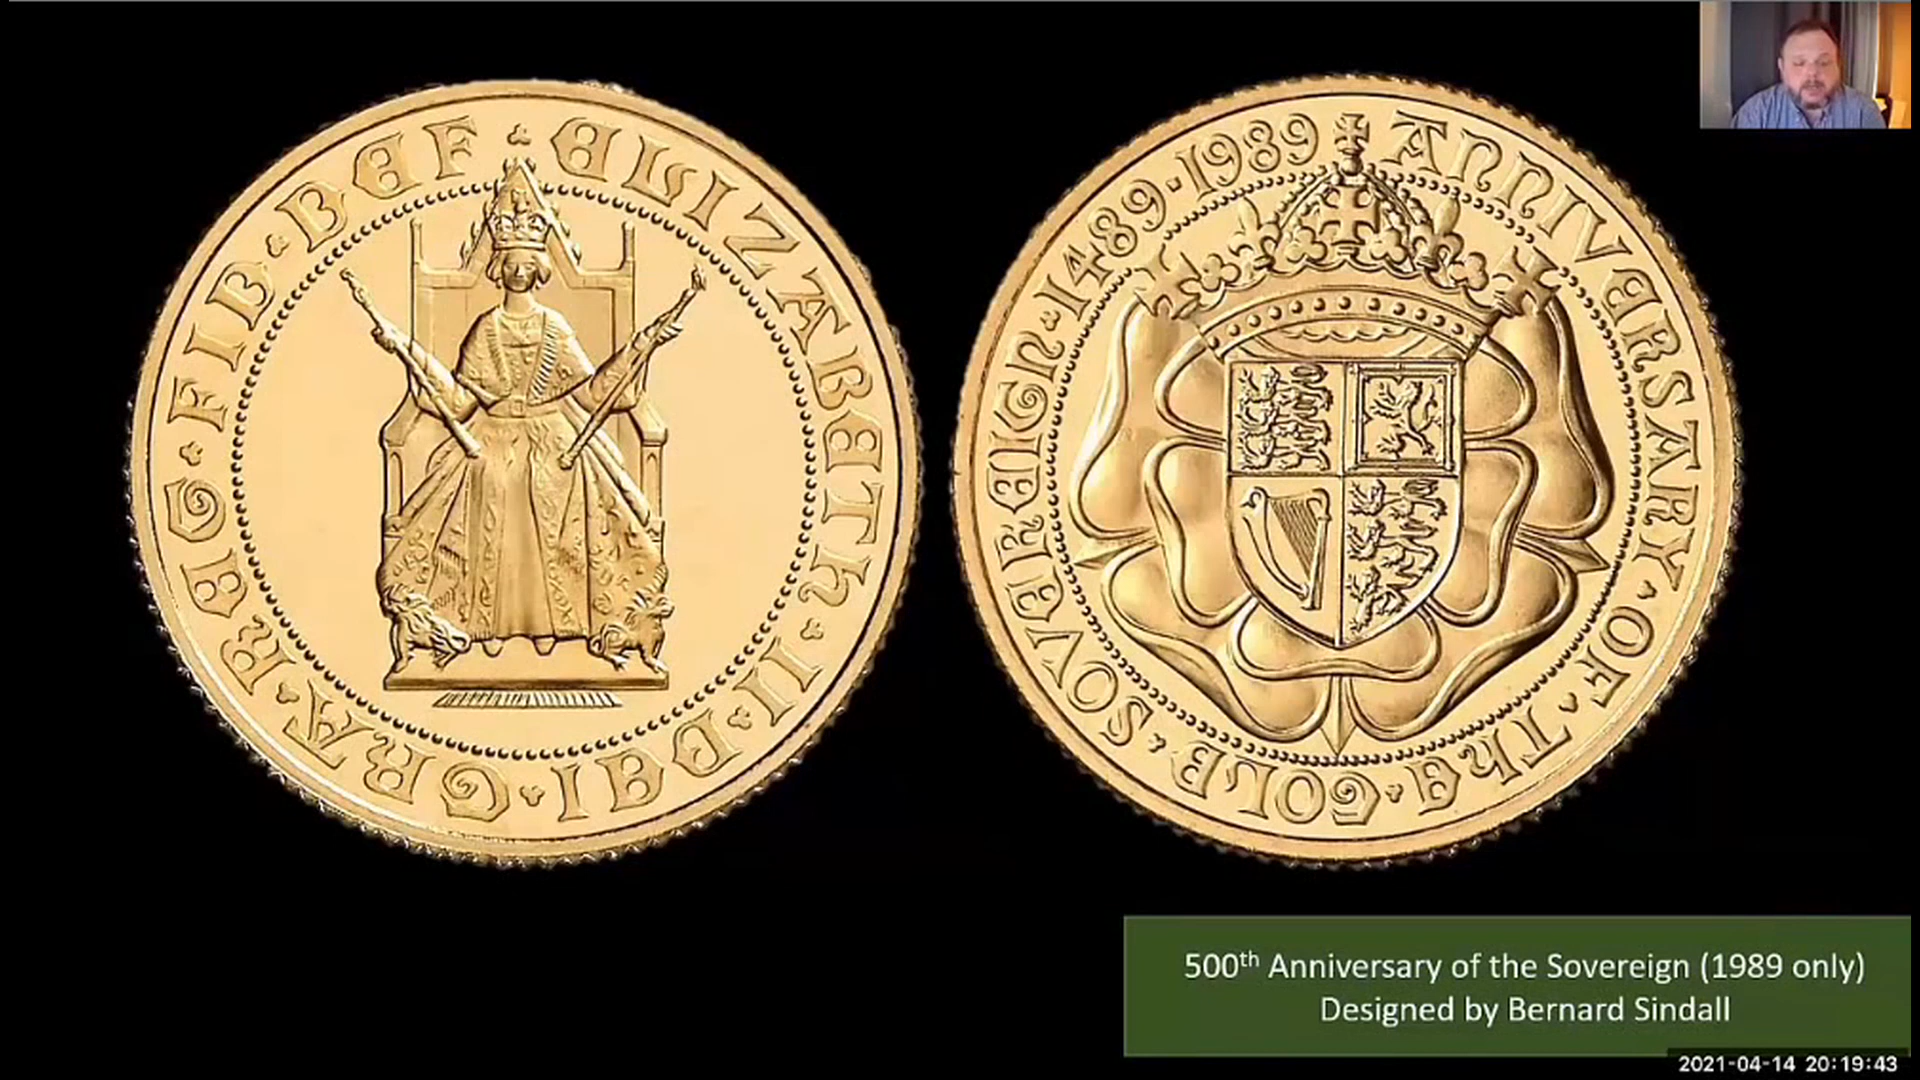 ELIZABETH · II · DEI · GRA · REG · FID · DEF
ANNIVERSARY · OF · ThE · GOLD · SOVEREIGN · 1489-1989
500th Anniversary of the Sovereign (1989 only)
Designed by Bernard Sindall
2021-04-14 20:19:43